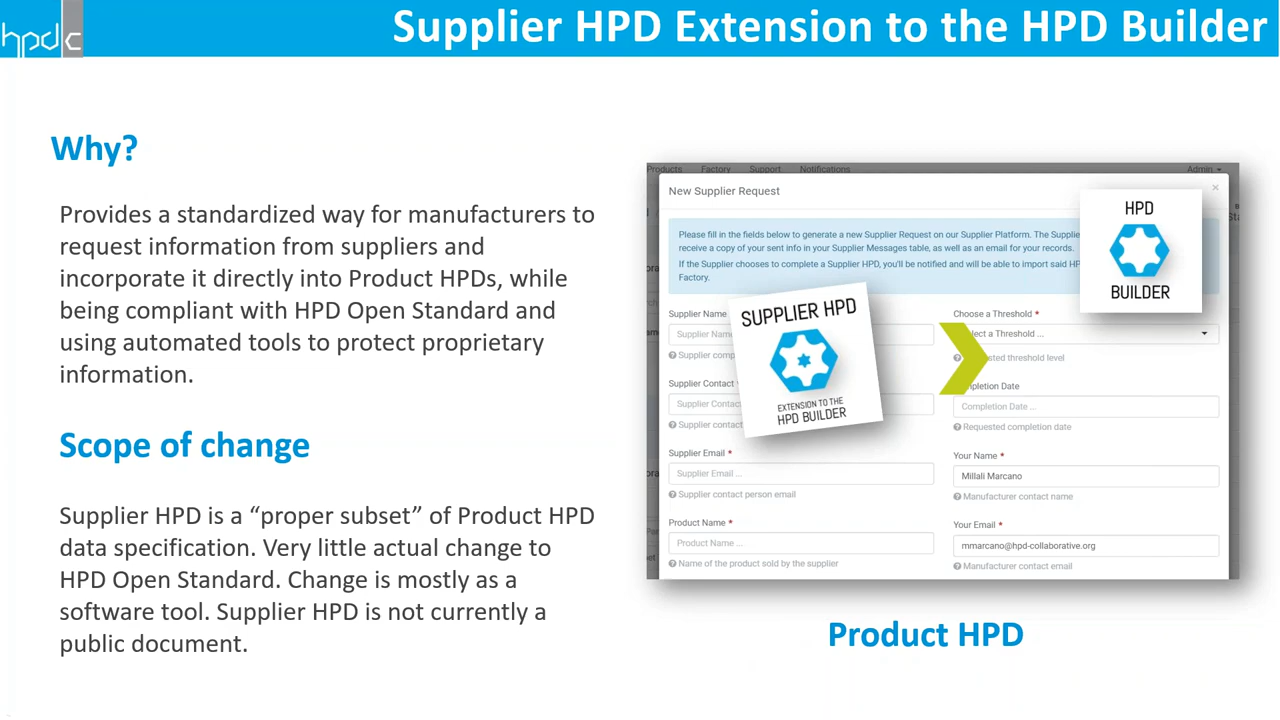 hpdc
Supplier HPD Extension to the HPD Builder
Why?
Provides a standardized way for manufacturers to
request information from suppliers and
incorporate it directly into Product HPDs, while
being compliant with HPD Open Standard and
using automated tools to protect proprietary
information.
Scope of change
Supplier HPD is a “proper subset” of Product HPD
data specification. Very little actual change to
HPD Open Standard. Change is mostly as a
software tool. Supplier HPD is not currently a
public document.
Products Factory Support Notifications Admin
New Supplier Request ×
Please fill in the fields below to generate a new Supplier Request on our Supplier Platform. The Supplie
receive a copy of your sent info in your Supplier Messages table, as well as an email for your records.
If the Supplier chooses to complete a Supplier HPD, you'll be notified and will be able to import said HP
Factory.
HPD
BUILDER
SUPPLIER HPD
EXTENSION TO THE
HPD BUILDER
Supplier Name
Supplier Name
Supplier comp
Supplier Contact
Supplier Contac
Supplier contact
Supplier Email *
Supplier Email ...
Supplier contact person email
Product Name *
Product Name ...
Name of the product sold by the supplier
Choose a Threshold *
lect a Threshold ...
ted threshold level
mpletion Date
Completion Date ...
Requested completion date
Your Name *
Millali Marcano
Manufacturer contact name
Your Email *
mmarcano@hpd-collaborative.org
Manufacturer contact email
Product HPD